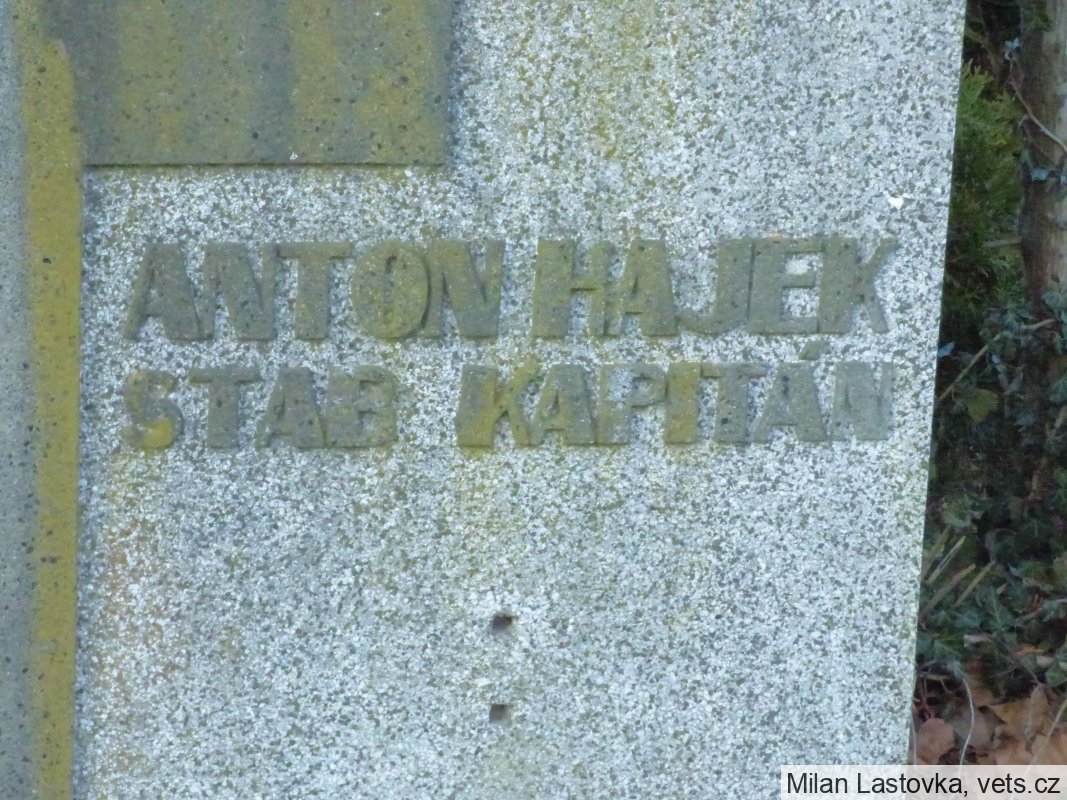 ANTON HAJEK
STAB KAPITÁN
Milan Lastovka, vets.cz